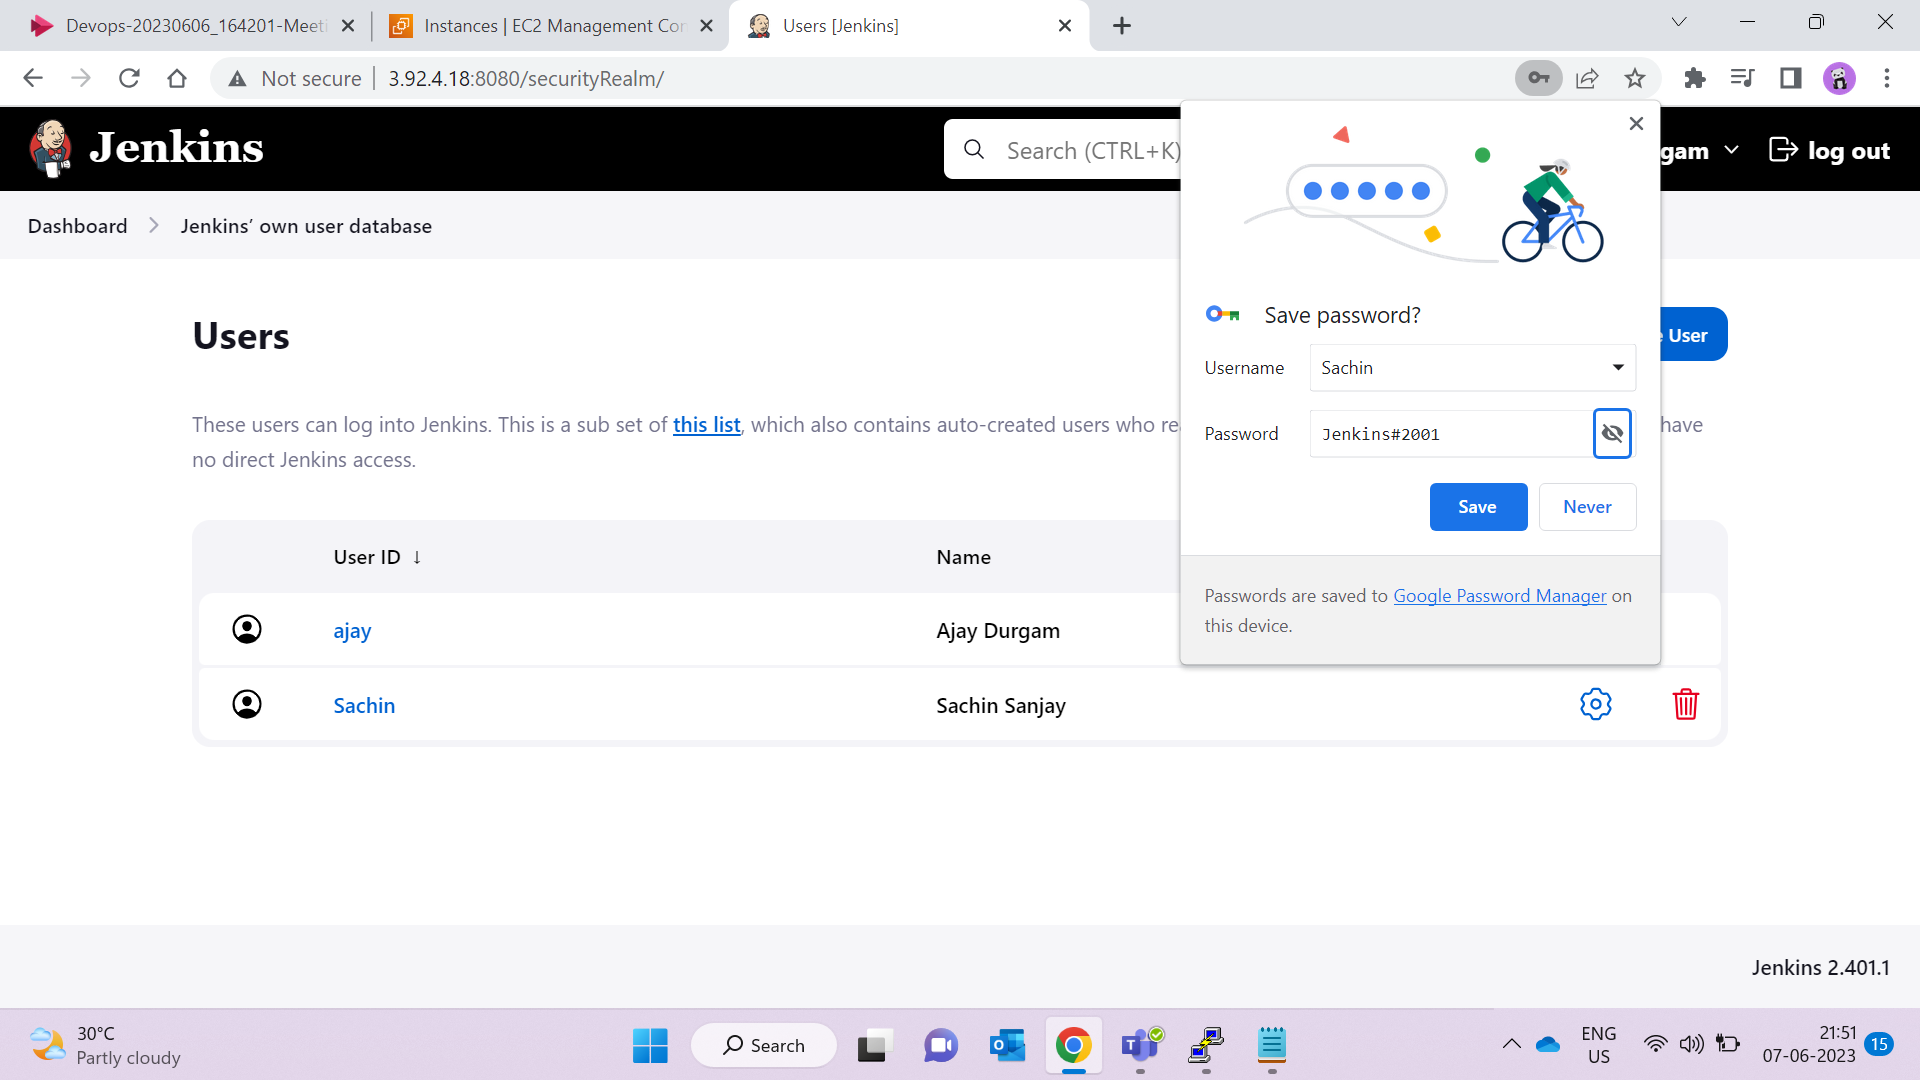 Devops-20230606_164201-Meeti
Instances | EC2 Management Con
Users [Jenkins]
Not secure
3.92.4.18:8080/securityRealm/
Jenkins
Search (CTRL+K)
gam
log out
Dashboard
Jenkins’ own user database
Users
User
These users can log into Jenkins. This is a sub set of this list, which also contains auto-created users who re
have
no direct Jenkins access.
Save password?
Username
Sachin
Password
Jenkins#2001
Save
Never
Passwords are saved to Google Password Manager on
this device.
User ID ↓
Name
ajay
Ajay Durgam
Sachin
Sachin Sanjay
Jenkins 2.401.1
30°C
Partly cloudy
Search
ENG
US
21:51
07-06-2023
15